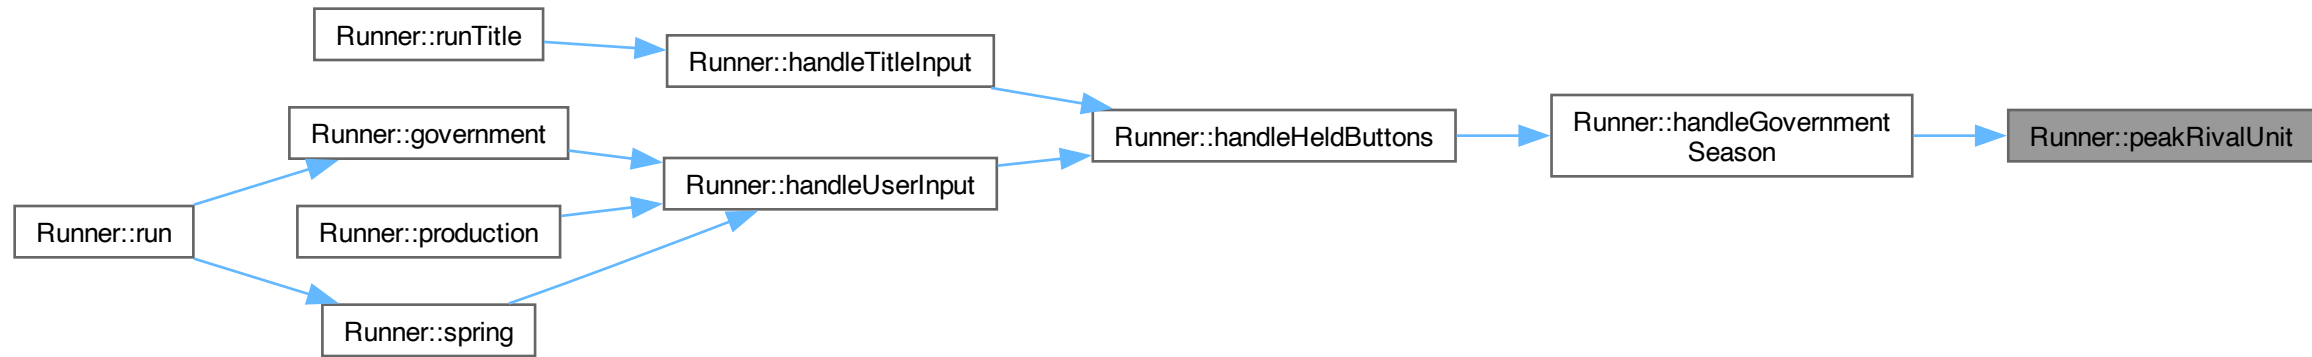 Runner::runTitle
Runner::handleTitleInput
Runner::government
Runner::handleHeldButtons
Runner::handleGovernment
Season
Runner::peakRivalUnit
Runner::handleUserInput
Runner::run
Runner::production
Runner::spring